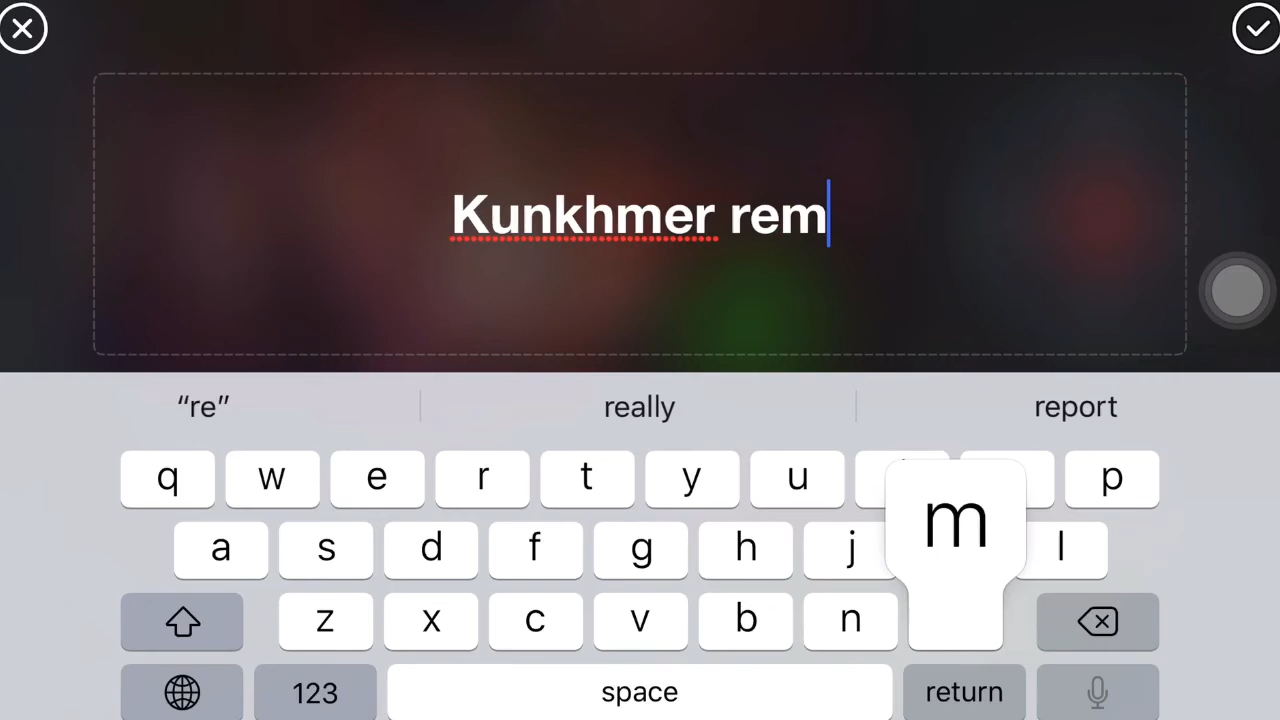 Kunkhmer rem
“re” really report
q w e r t y u p
a s d f g h j l
m
z x c v b n
123 space return